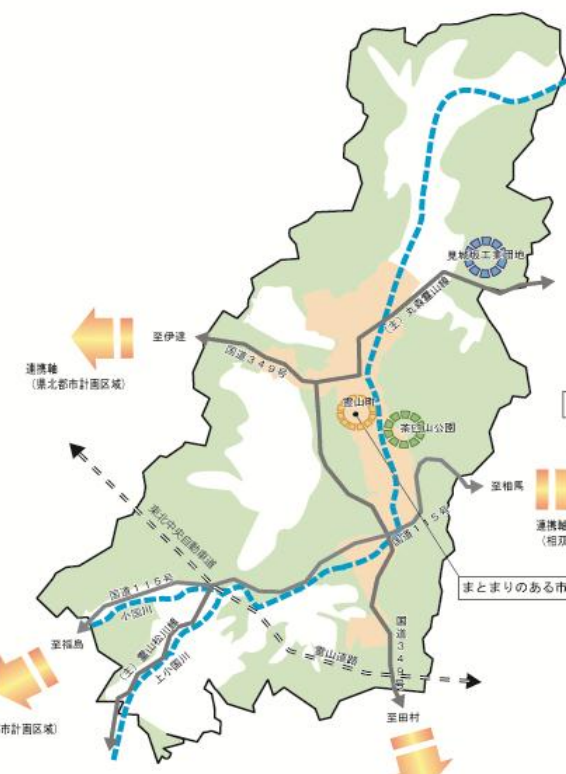 見城坂工業団地
(主)丸森霊山線
至伊達
連携軸
(県北都市計画区域)
国道349号
霊山町
茶臼山公園
至相馬
連携軸
(相双
国道115号
東北中央自動車道
まとまりのある市
国道115号
小国川
至福島
(主)霊山松川線
上小国川
霊山道路
国道349号
至田村
市計画区域)